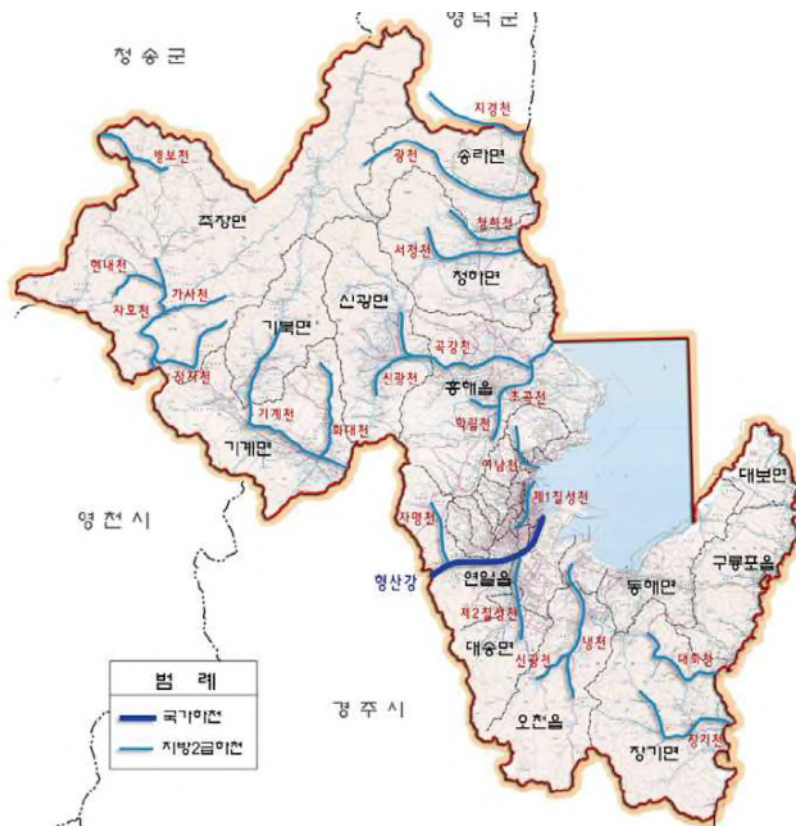 영덕군
청송군
지경천
송라면
광천
벌보천
죽장면
청하천
서정천
청하면
현내천
가사천
자호천
신광면
기북면
곡강천
신광천
흥해읍
초곡천
기계천
화대천
학림천
기계면
여남천
대보면
제1칠성천
영천시
자명천
구룡포읍
형산강
연일읍
동해면
제2칠성천
냉천
대송면
신광천
대화천
범 례
경주시
국가하천
오천읍
장기천
지방2급하천
장기면